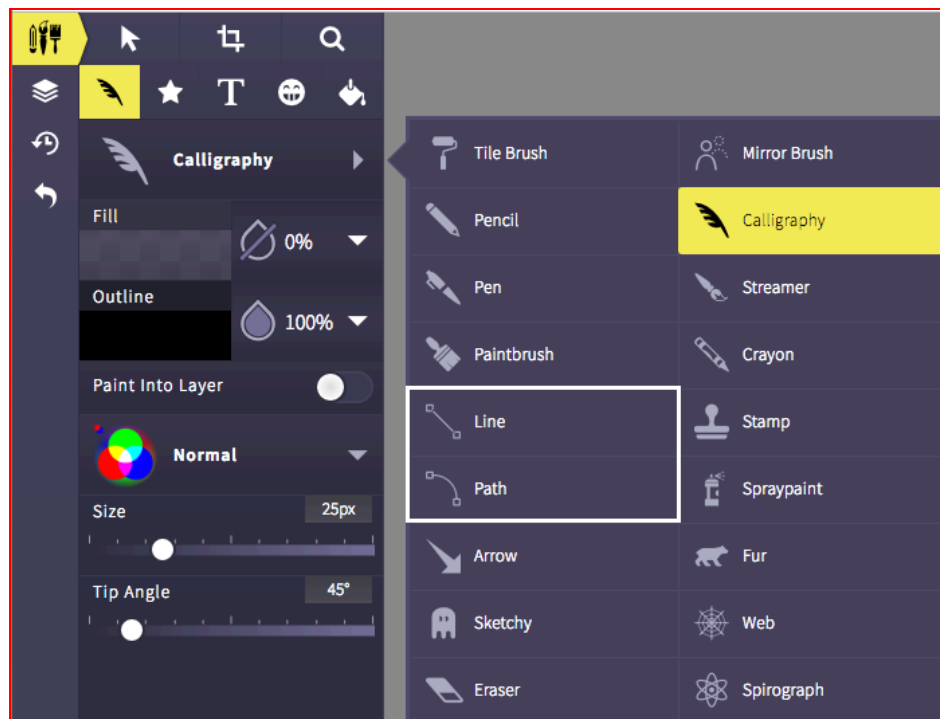 T
Calligraphy
Fill
0%
Outline
100%
Paint Into Layer
Normal
Size
25px
Tip Angle
45°
Tile Brush
Mirror Brush
Pencil
Calligraphy
Pen
Streamer
Paintbrush
Crayon
Line
Stamp
Path
Spraypaint
Arrow
Fur
Sketchy
Web
Eraser
Spirograph